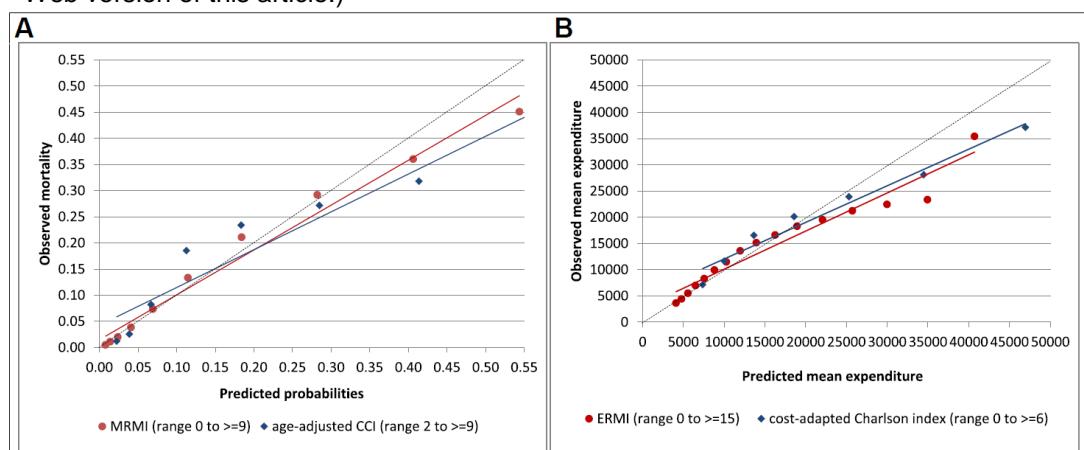 Web version of this article.)
A
B
0.55
0.50
0.45
0.40
0.35
0.30
0.25
0.20
0.15
0.10
0.05
0.00
Observed mortality
0.00 0.05 0.10 0.15 0.20 0.25 0.30 0.35 0.40 0.45 0.50 0.55
Predicted probabilities
MRMI (range 0 to >=9) age-adjusted CCI (range 2 to >=9)
50000
45000
40000
35000
30000
25000
20000
15000
10000
5000
0
Observed mean expenditure
0 5000 10000 15000 20000 25000 30000 35000 40000 45000 50000
Predicted mean expenditure
ERMI (range 0 to >=15) cost-adapted Charlson index (range 0 to >=6)